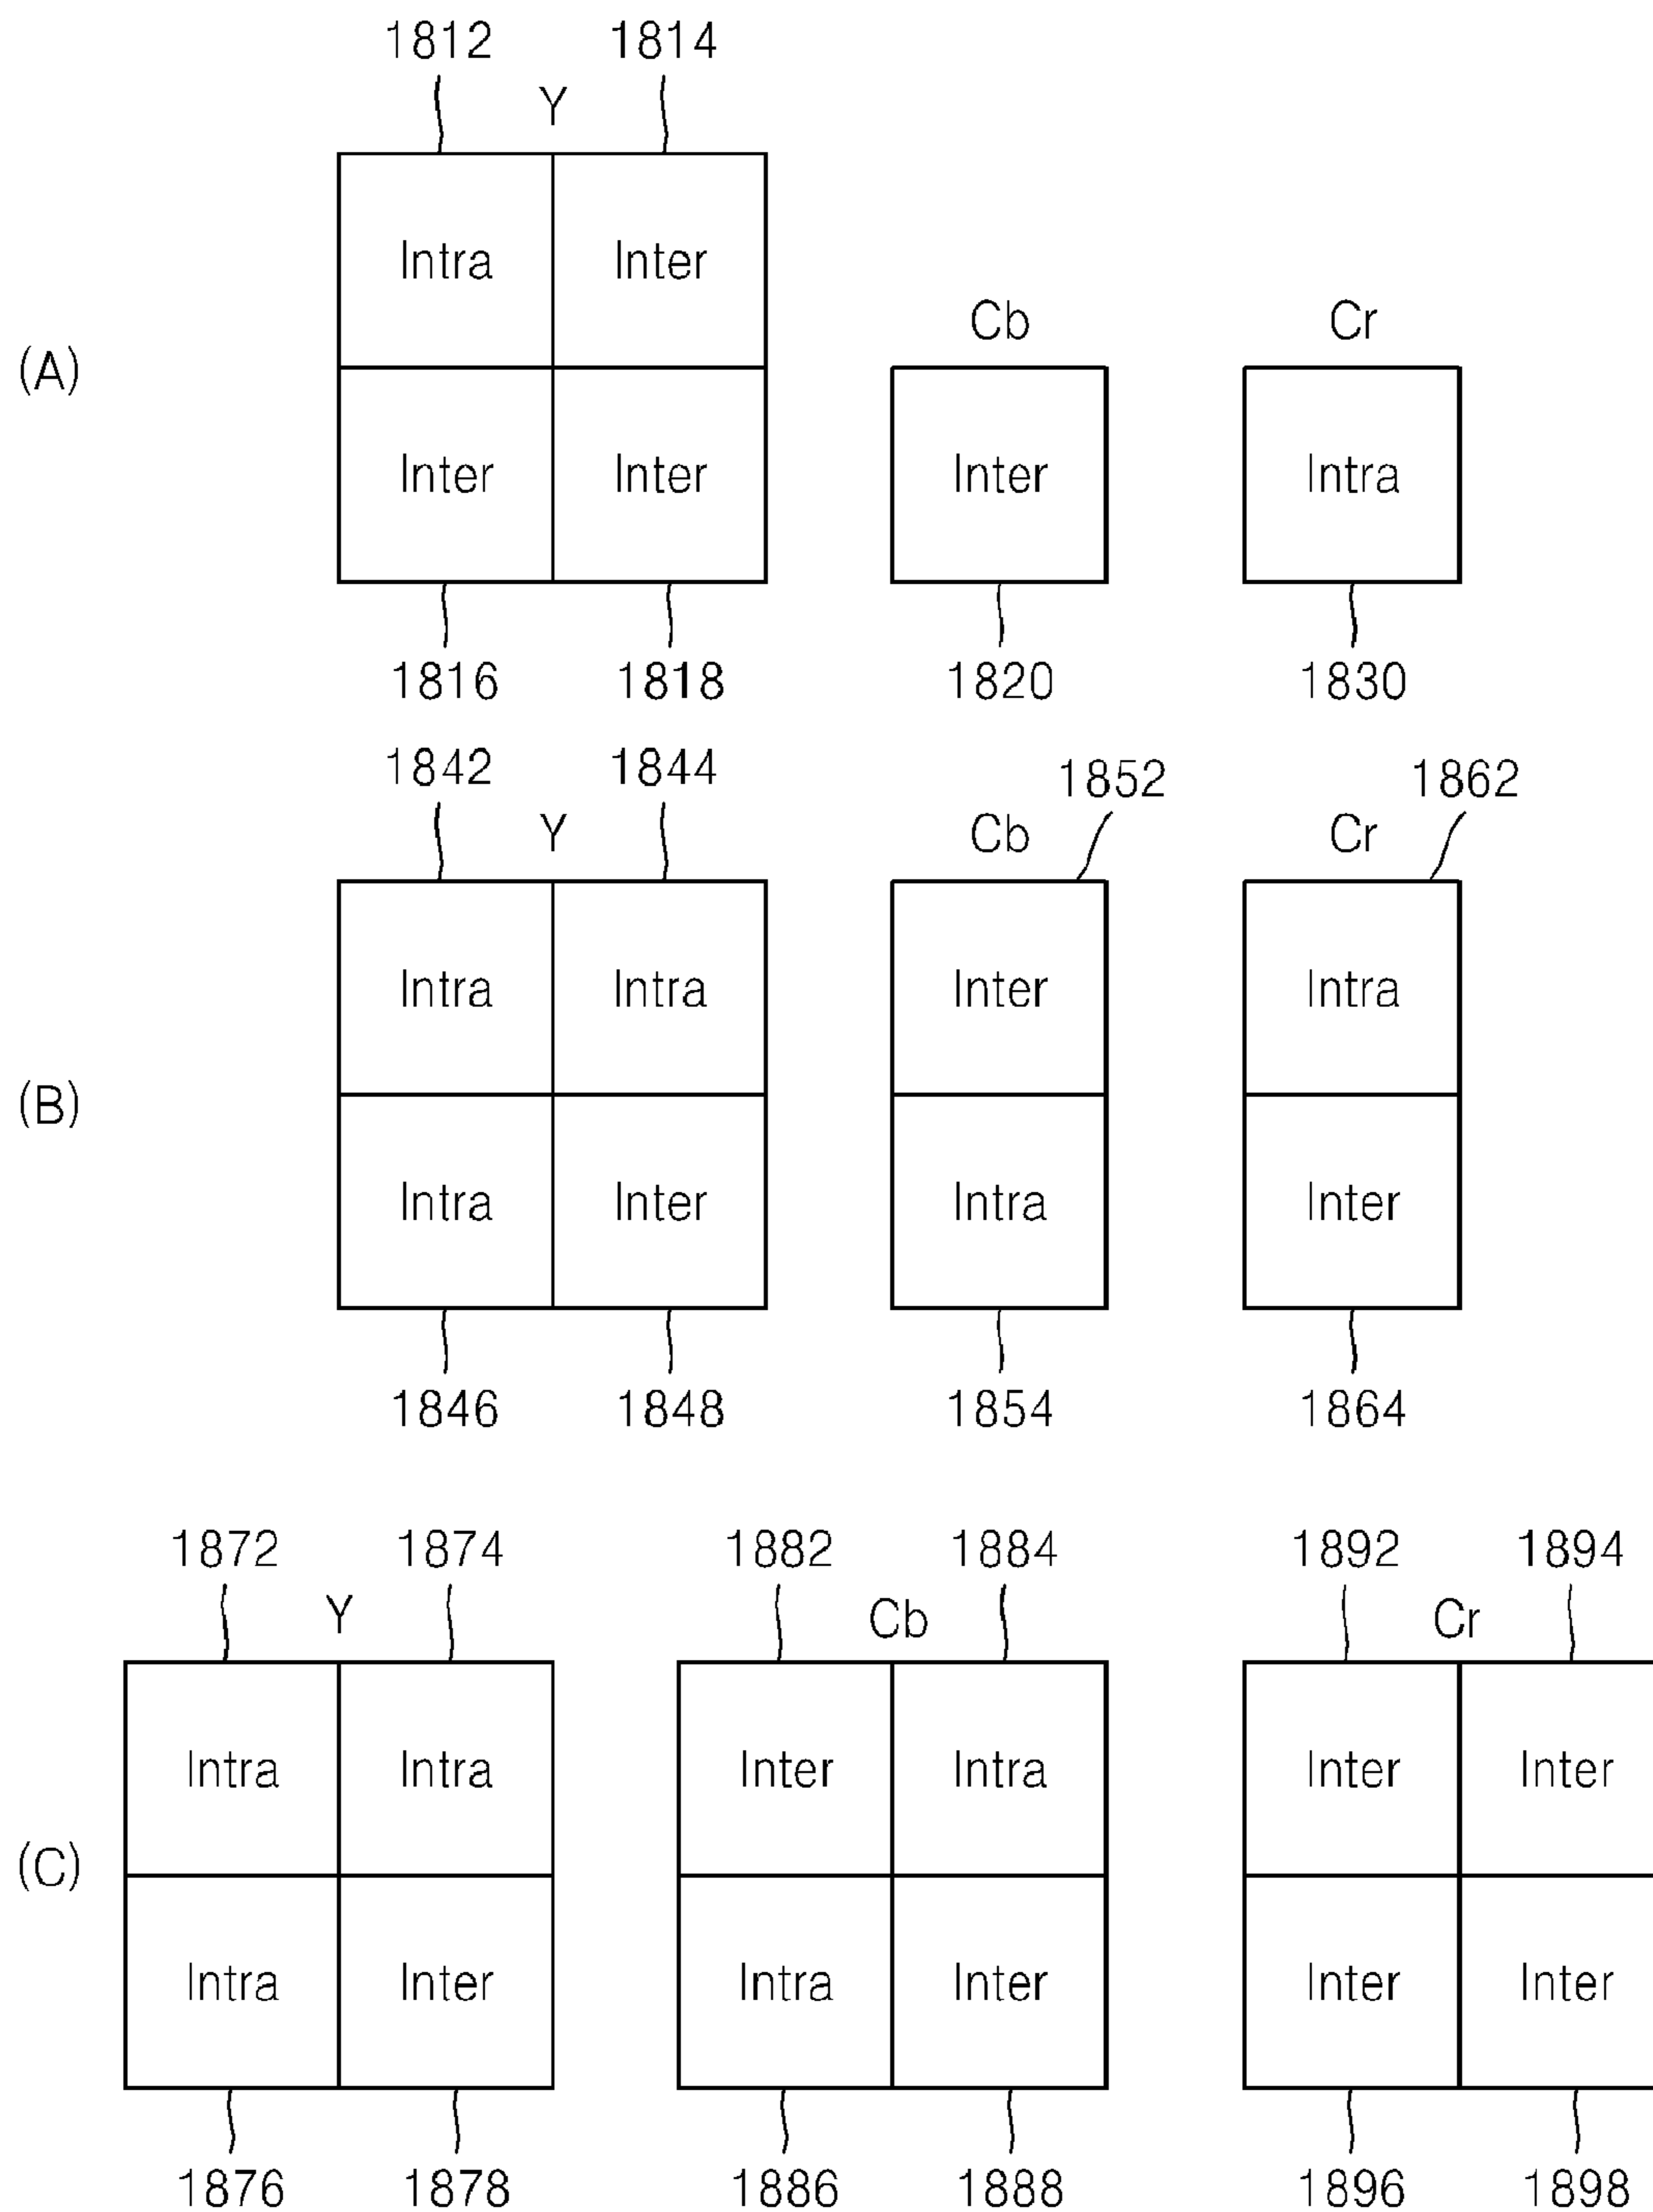 1812 1814
Y
Intra Inter
Cb Cr
(A)
Inter Inter Inter Intra
1816 1818 1820 1830
1842 1844 1852 1862
Y Cb Cr
Intra Intra Inter Intra
(B)
Intra Inter Intra Inter
1846 1848 1854 1864
1872 1874 1882 1884 1892 1894
Y Cb Cr
Intra Intra Inter Intra Inter Inter
(C)
Intra Inter Intra Inter Inter Inter
1876 1878 1886 1888 1896 1898